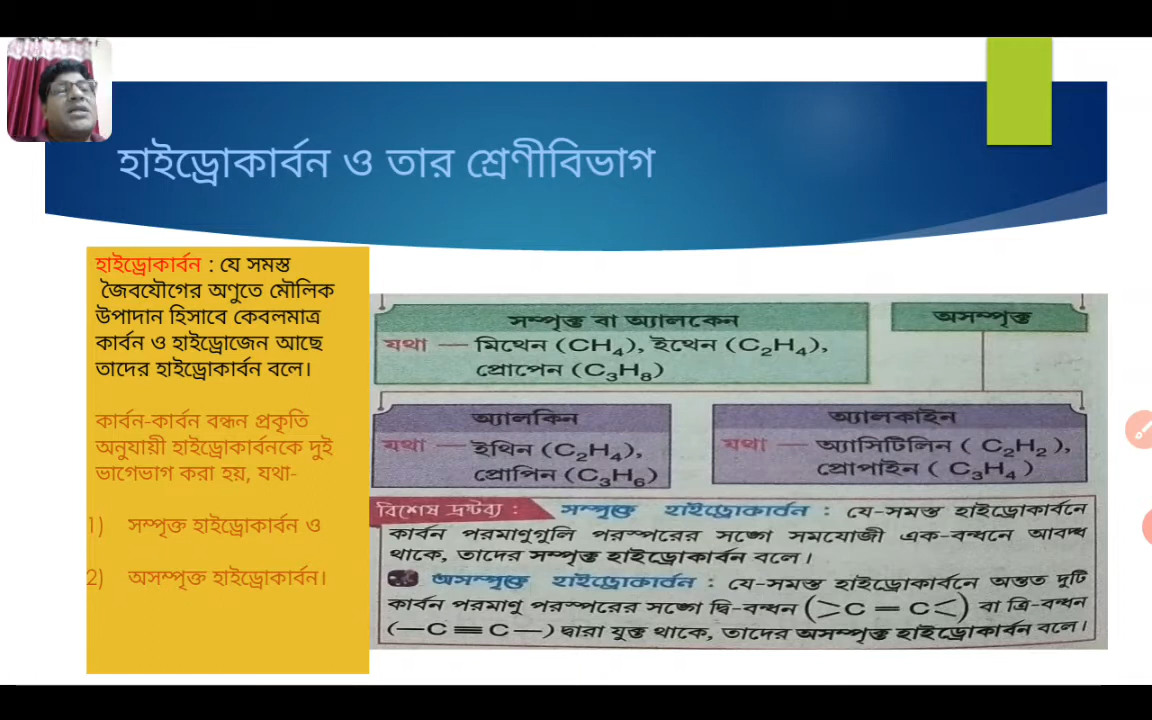 হাইড্রোকার্বন ও তার শ্রেণীবিভাগ
হাইড্রোকার্বন : যে সমস্ত
জৈবযৌগের অণুতে মৌলিক
উপাদান হিসাবে কেবলমাত্র
কার্বন ও হাইড্রোজেন আছে
তাদের হাইড্রোকার্বন বলে।
কার্বন-কার্বন বন্ধন প্রকৃতি
অনুযায়ী হাইড্রোকার্বনকে দুই
ভাগেভাগ করা হয়, যথা-
1) সম্পৃক্ত হাইড্রোকার্বন ও
2) অসম্পৃক্ত হাইড্রোকার্বন।
সম্পৃক্ত বা অ্যালকেন
যথা — মিথেন (CH₄), ইথেন (C₂H₄),
প্রোপেন (C₃H₈)
অসম্পৃক্ত
অ্যালকিন
যথা — ইথিন (C₂H₄),
প্রোপিন (C₃H₆)
অ্যালকাইন
যথা — অ্যাসিটিলিন ( C₂H₂ ),
প্রোপাইন ( C₃H₄ )
বিশেষ দ্রষ্টব্য : সম্পৃক্ত হাইড্রোকার্বন : যে-সমস্ত হাইড্রোকার্বনে
কার্বন পরমাণুগুলি পরস্পরের সঙ্গে সমযোজী এক-বন্ধনে আবদ্ধ
থাকে, তাদের সম্পৃক্ত হাইড্রোকার্বন বলে।
অসম্পৃক্ত হাইড্রোকার্বন : যে-সমস্ত হাইড্রোকার্বনে অন্তত দুটি
কার্বন পরমাণু পরস্পরের সঙ্গে দ্বি-বন্ধন (>C = C<) বা ত্রি-বন্ধন
(—C ≡ C—) দ্বারা যুক্ত থাকে, তাদের অসম্পৃক্ত হাইড্রোকার্বন বলে।